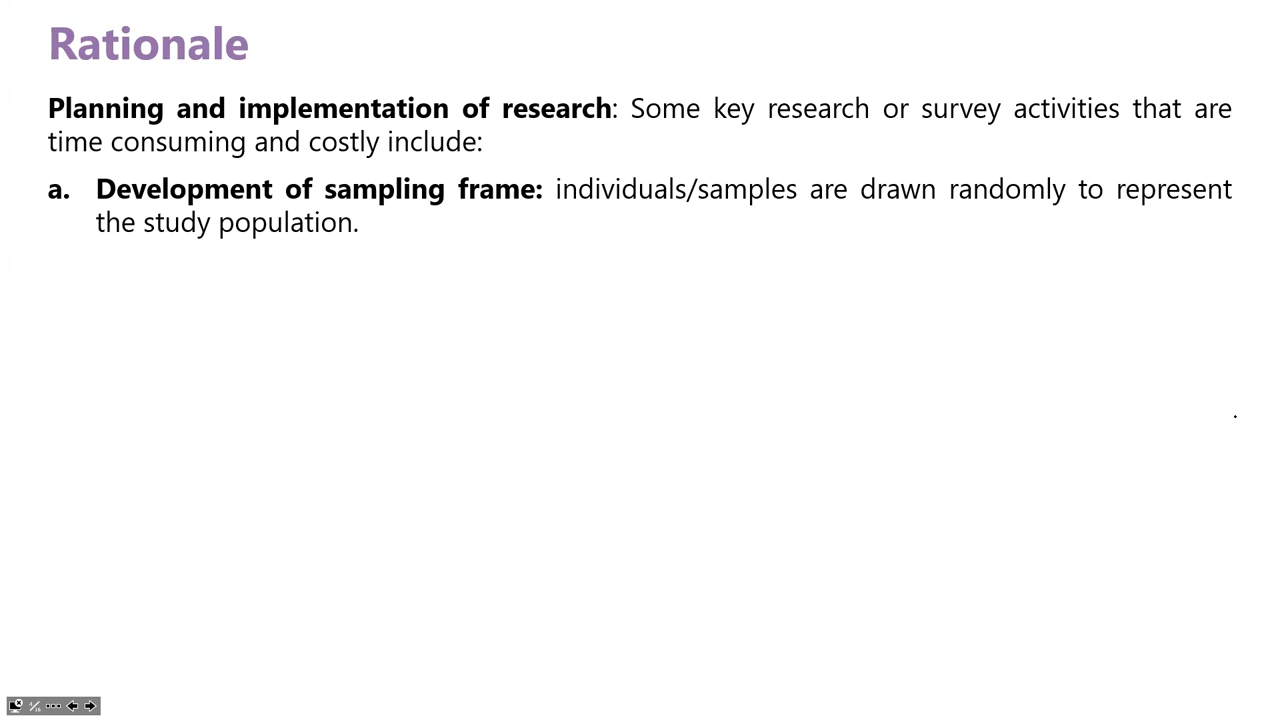 Rationale
Planning and implementation of research: Some key research or survey activities that are
time consuming and costly include:
a. Development of sampling frame: individuals/samples are drawn randomly to represent
the study population.